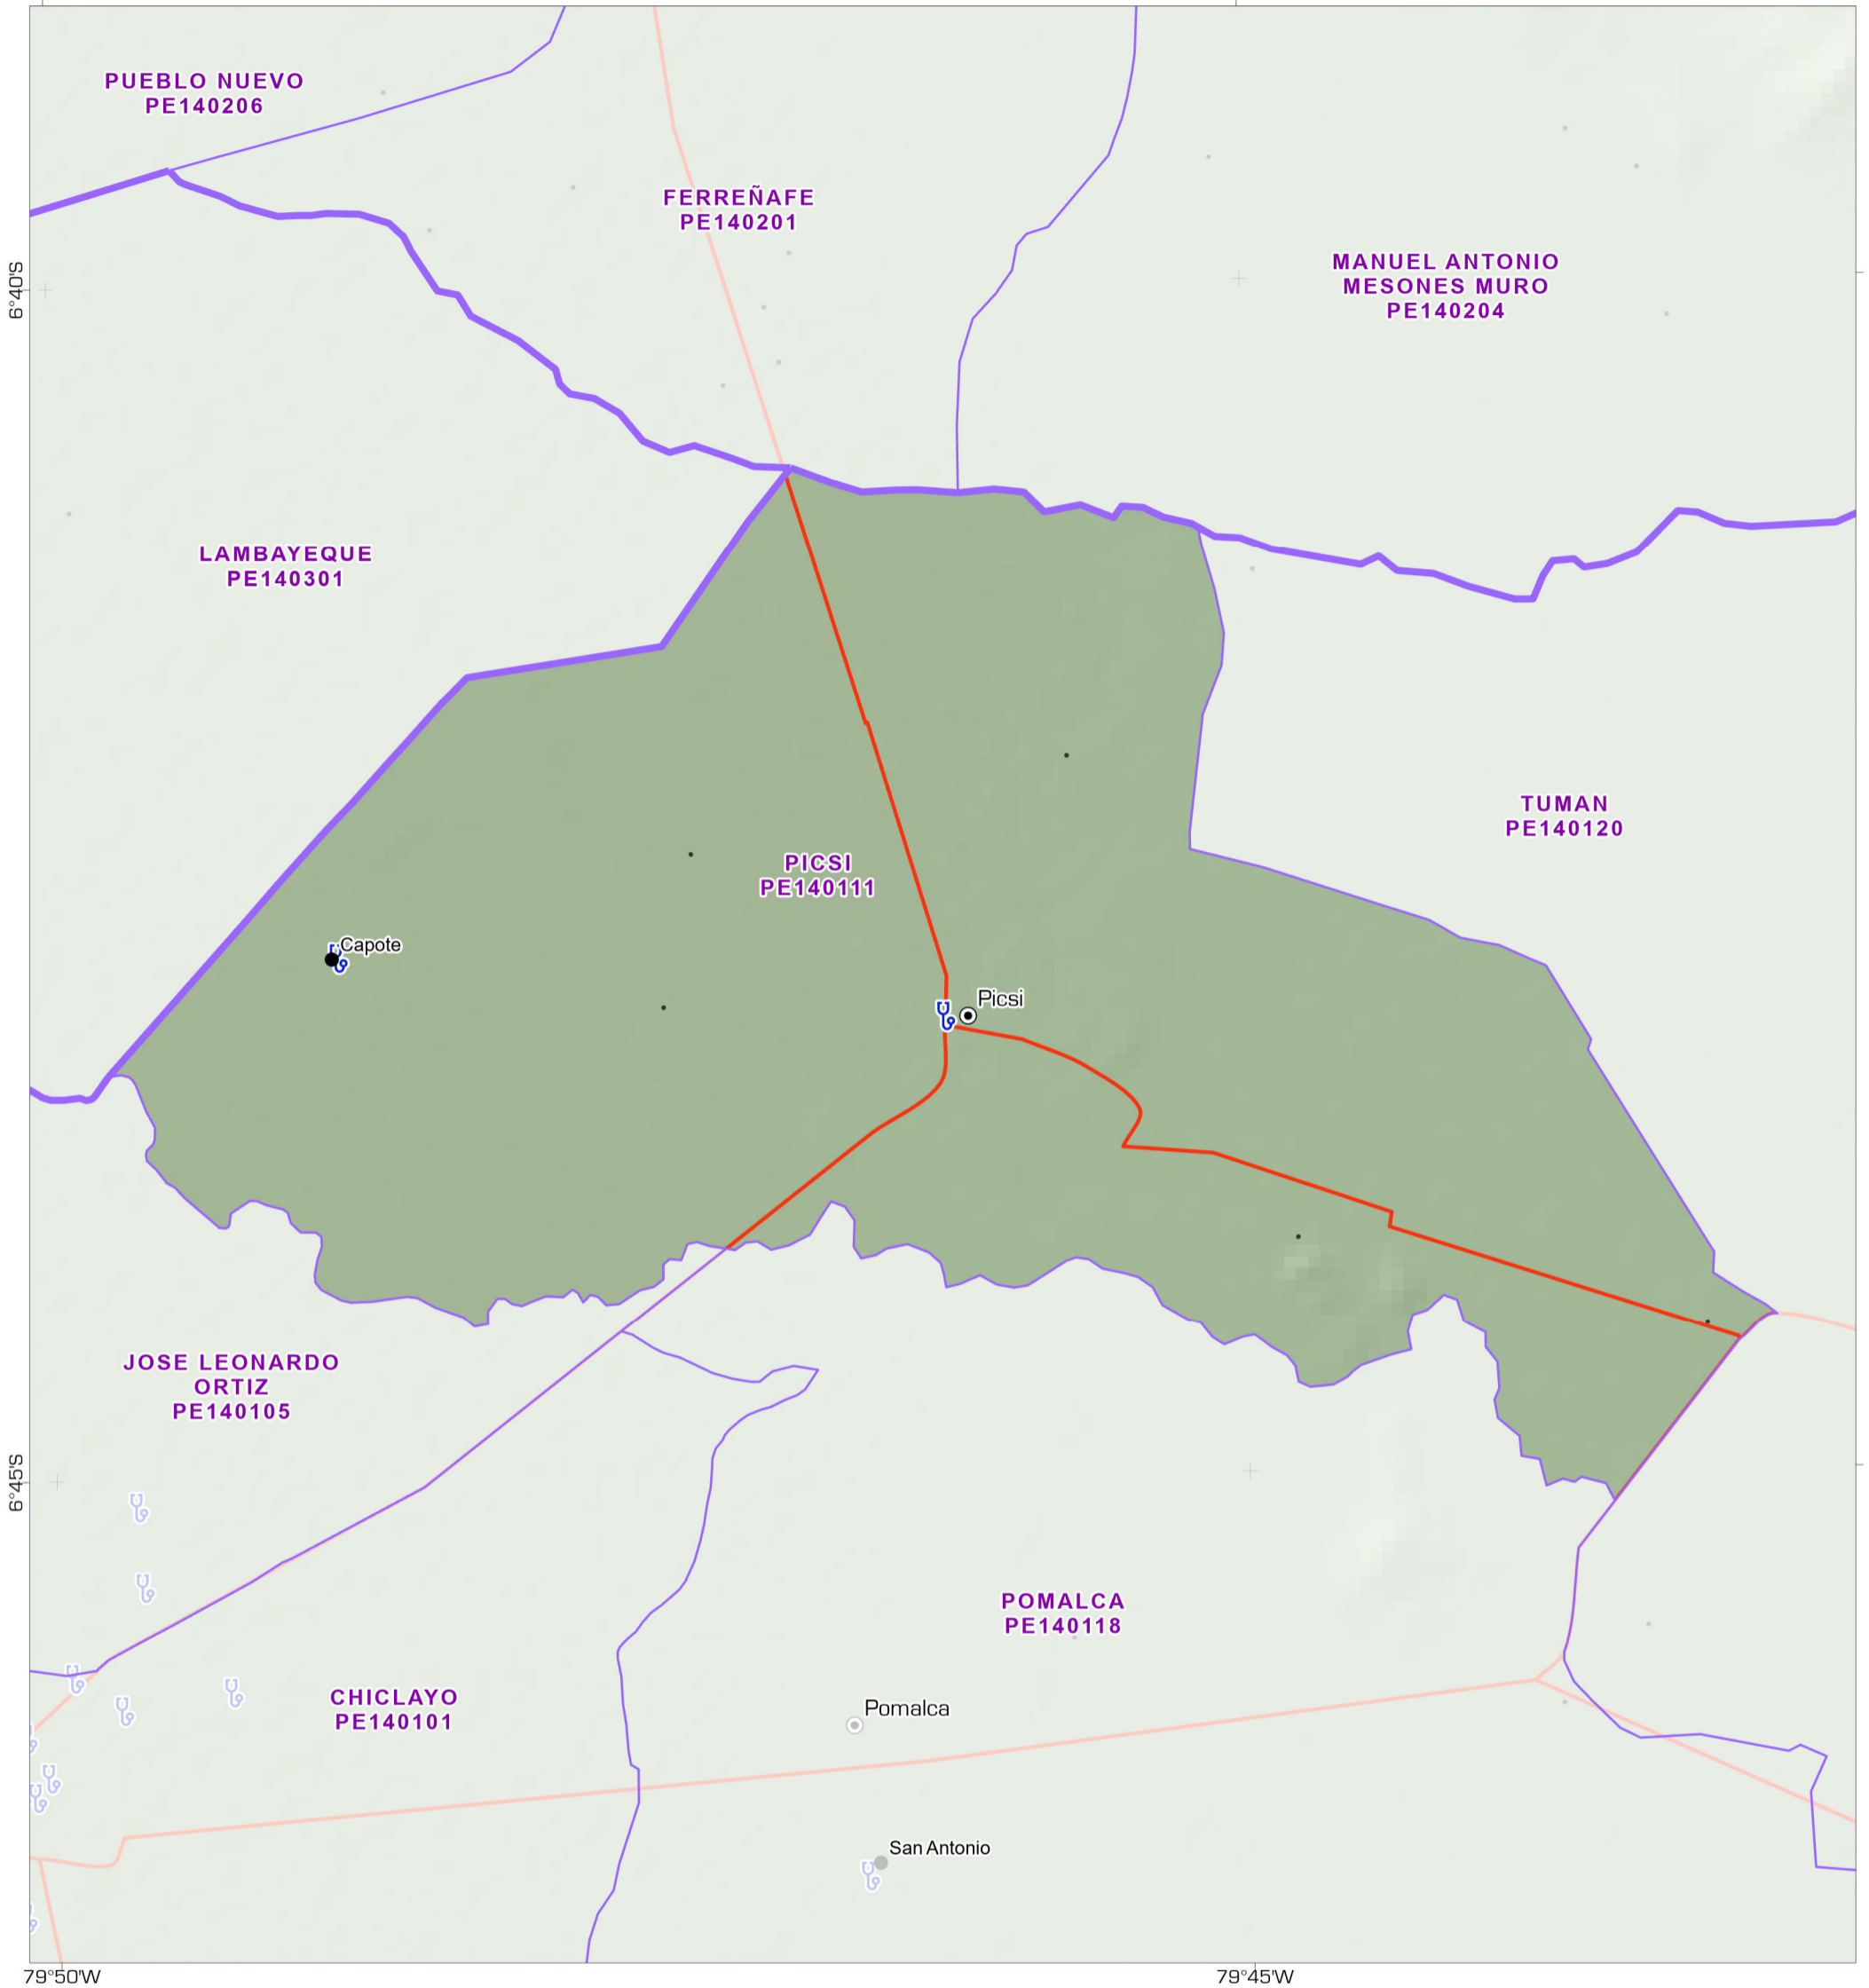 PUEBLO NUEVO
PE140206
FERREÑAFE
PE140201
MANUEL ANTONIO
MESONES MURO
PE140204
6°40'S
LAMBAYEQUE
PE140301
TUMAN
PE140120
PICSI
PE140111
Capote
Picsi
JOSE LEONARDO
ORTIZ
PE140105
6°45'S
POMALCA
PE140118
CHICLAYO
PE140101
Pomalca
San Antonio
79°50'W
79°45'W